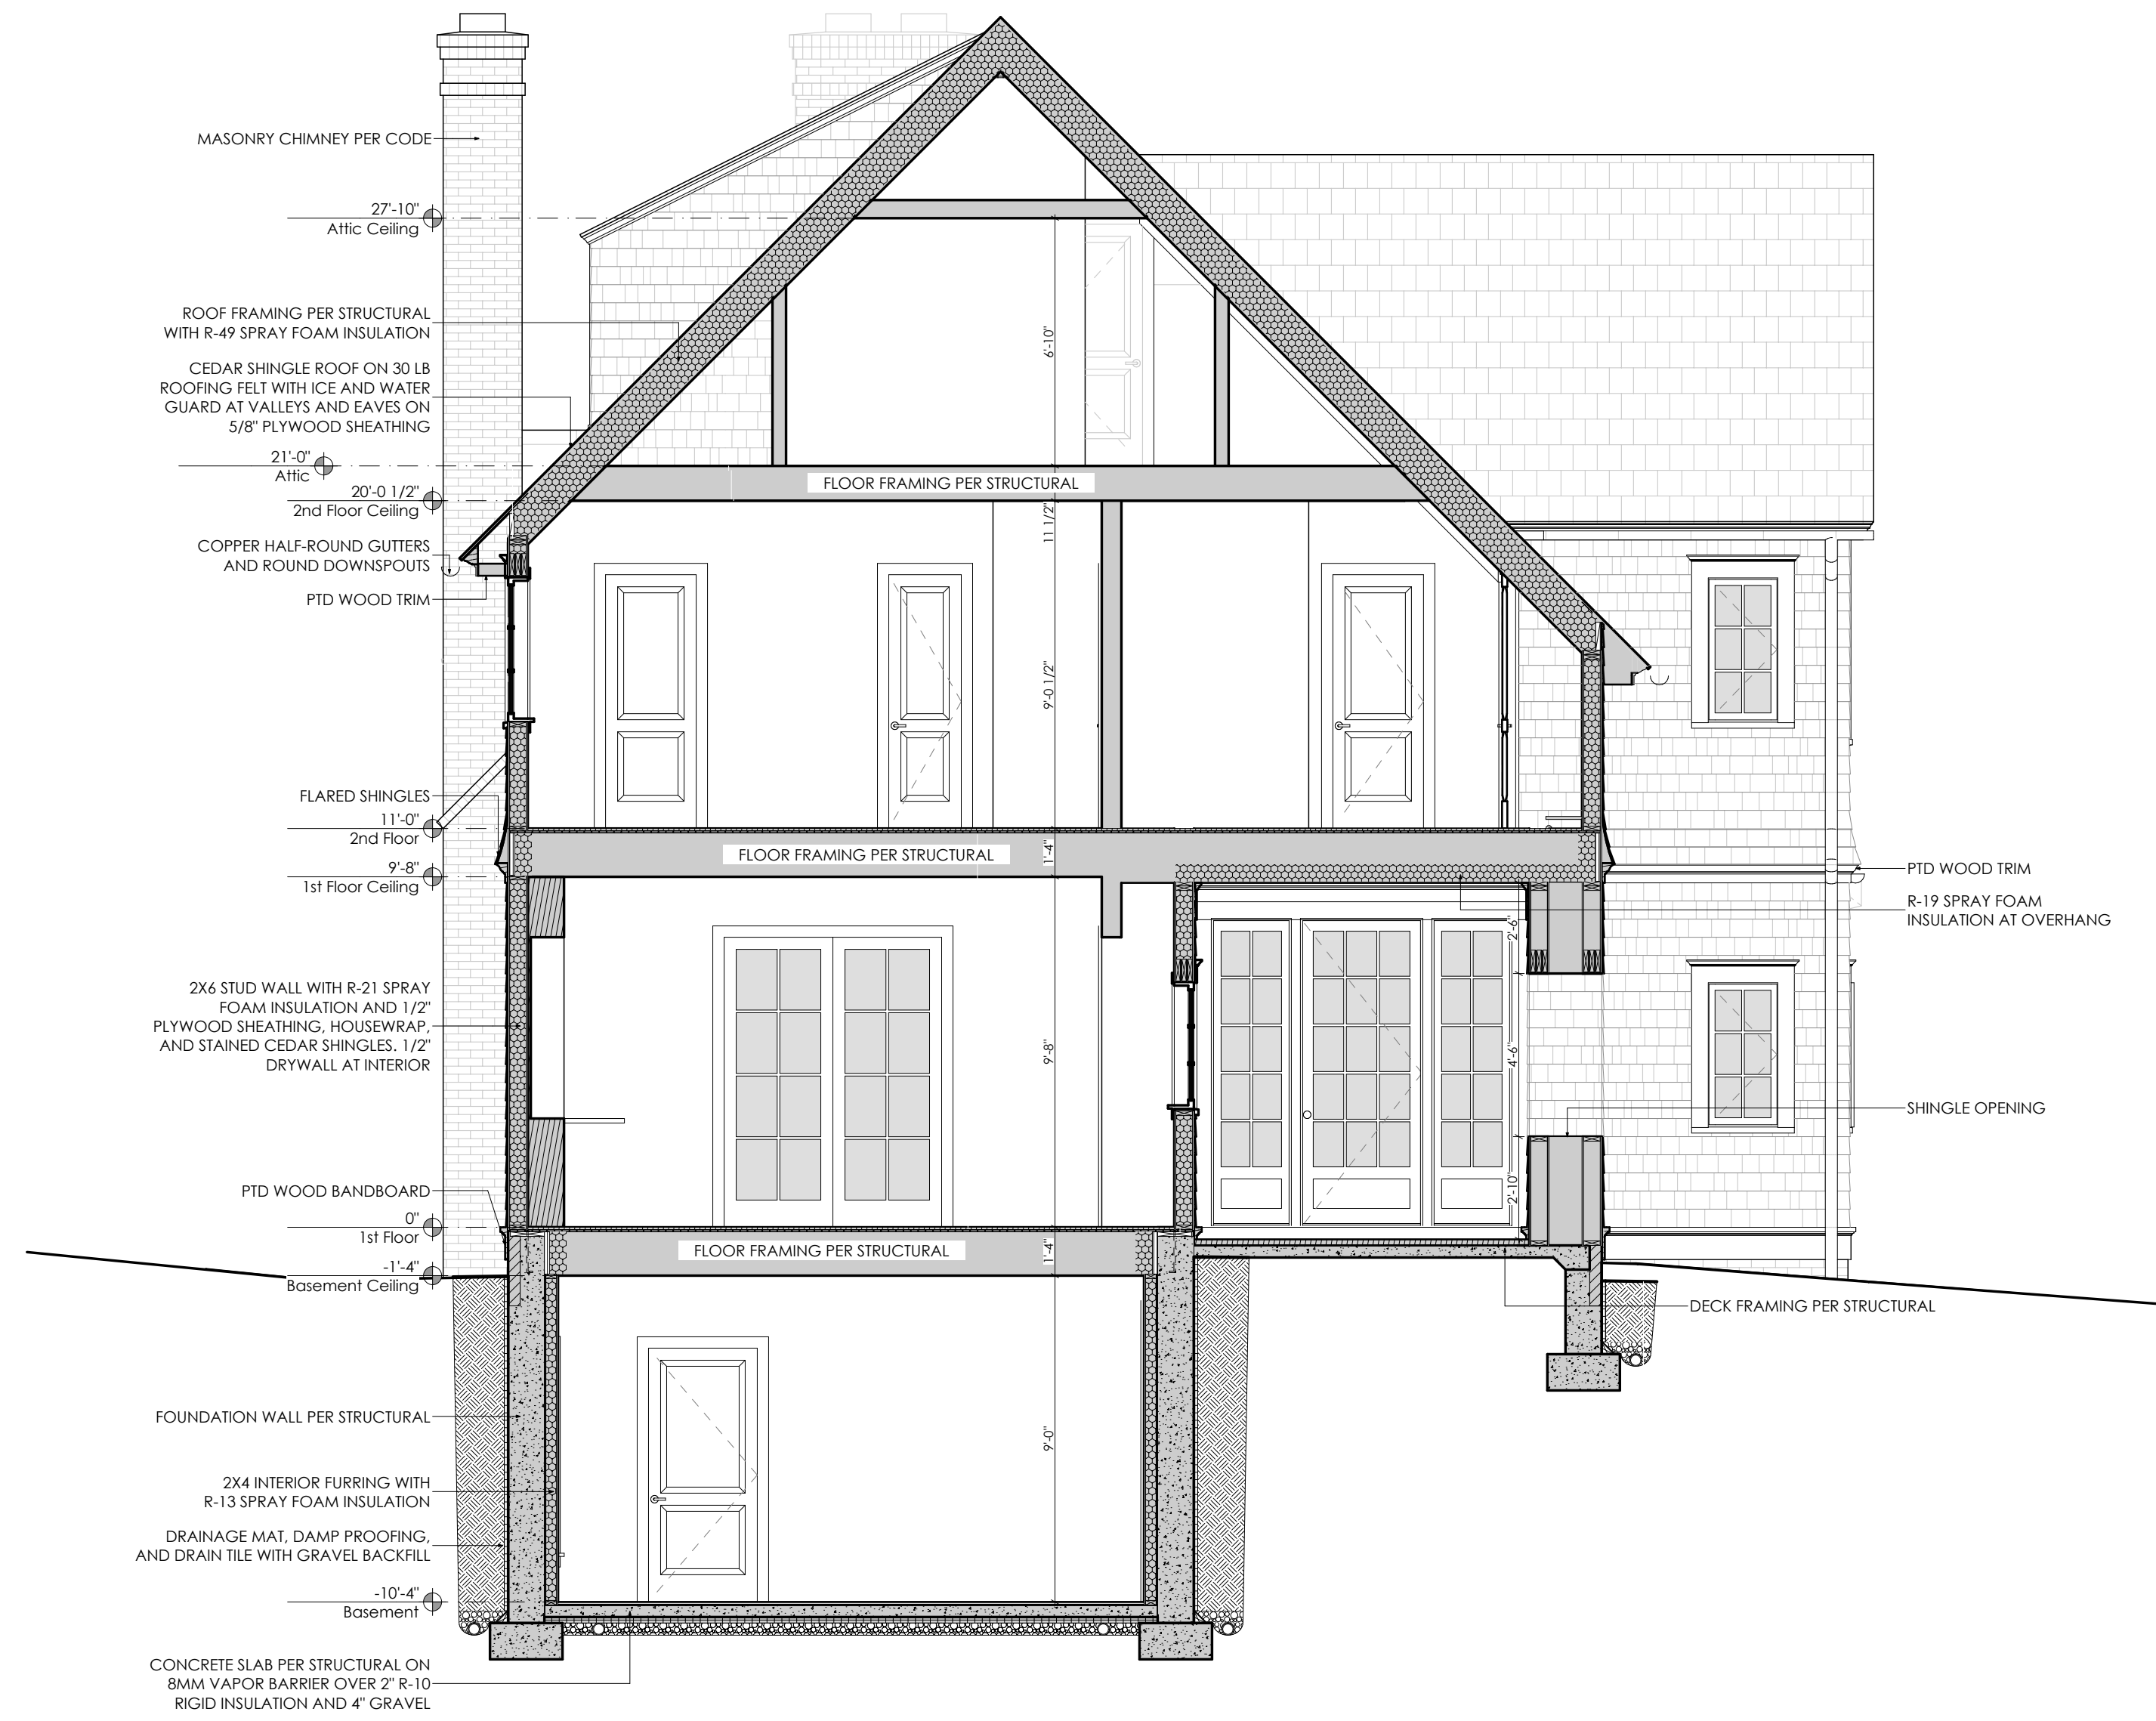 MASONRY CHIMNEY PER CODE
27'-10"
Attic Ceiling
ROOF FRAMING PER STRUCTURAL
WITH R-49 SPRAY FOAM INSULATION
6'-10"
CEDAR SHINGLE ROOF ON 30 LB
ROOFING FELT WITH ICE AND WATER
GUARD AT VALLEYS AND EAVES ON
5/8" PLYWOOD SHEATHING
21'-0"
Attic
FLOOR FRAMING PER STRUCTURAL
20'-0 1/2"
2nd Floor Ceiling
11 1/2"
COPPER HALF-ROUND GUTTERS
AND ROUND DOWNSPOUTS
PTD WOOD TRIM
9'-0 1/2"
FLARED SHINGLES
11'-0"
2nd Floor
FLOOR FRAMING PER STRUCTURAL
1'-4"
9'-8"
1st Floor Ceiling
PTD WOOD TRIM
R-19 SPRAY FOAM
INSULATION AT OVERHANG
2'-6"
2X6 STUD WALL WITH R-21 SPRAY
FOAM INSULATION AND 1/2"
PLYWOOD SHEATHING, HOUSEWRAP,
AND STAINED CEDAR SHINGLES. 1/2"
DRYWALL AT INTERIOR
9'-8"
4'-6"
SHINGLE OPENING
2'-10"
PTD WOOD BANDBOARD
0"
1st Floor
FLOOR FRAMING PER STRUCTURAL
1'-4"
-1'-4"
Basement Ceiling
DECK FRAMING PER STRUCTURAL
FOUNDATION WALL PER STRUCTURAL
9'-0"
2X4 INTERIOR FURRING WITH
R-13 SPRAY FOAM INSULATION
DRAINAGE MAT, DAMP PROOFING,
AND DRAIN TILE WITH GRAVEL BACKFILL
-10'-4"
Basement
CONCRETE SLAB PER STRUCTURAL ON
8MM VAPOR BARRIER OVER 2" R-10
RIGID INSULATION AND 4" GRAVEL